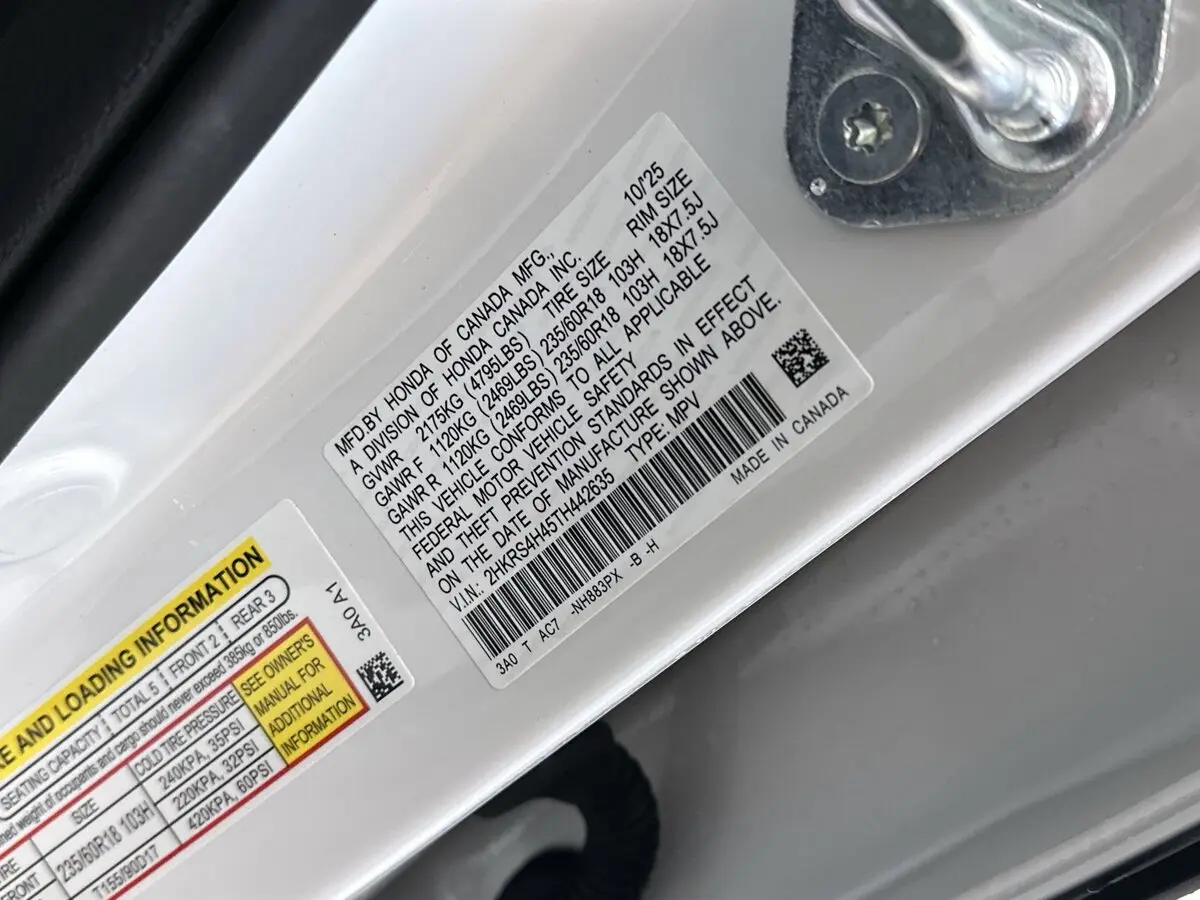 MFD.BY HONDA OF CANADA MFG., 10/'25
A DIVISION OF HONDA CANADA INC.
GVWR 2175KG (4795LBS) TIRE SIZE RIM SIZE
GAWR F 1120KG (2469LBS) 235/60R18 103H 18X7.5J
GAWR R 1120KG (2469LBS) 235/60R18 103H 18X7.5J
THIS VEHICLE CONFORMS TO ALL APPLICABLE
FEDERAL MOTOR VEHICLE SAFETY
AND THEFT PREVENTION STANDARDS IN EFFECT
ON THE DATE OF MANUFACTURE SHOWN ABOVE.
V.I.N.: 2HKRS4H45TH442635 TYPE: MPV
3A0 T AC7 -NH883PX -B -H MADE IN CANADA
AND LOADING INFORMATION
SEATING CAPACITY TOTAL 5 FRONT 2 REAR 3
3A0 A1
weight of occupants and cargo should never exceed 385kg or 850lbs.
SIZE COLD TIRE PRESSURE
235/60R18 103H 240KPA, 35PSI
220KPA, 32PSI
T155/90D17 420KPA, 60PSI
FRONT
SEE OWNER'S
MANUAL FOR
ADDITIONAL
INFORMATION